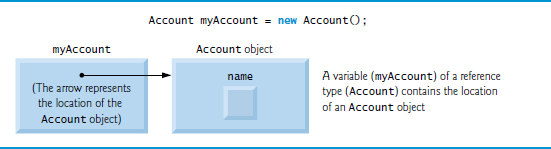 Account myAccount = new Account();
myAccount
Account object
(The arrow represents
the location of the
Account object)
name
A variable (myAccount) of a reference
type (Account) contains the location
of an Account object